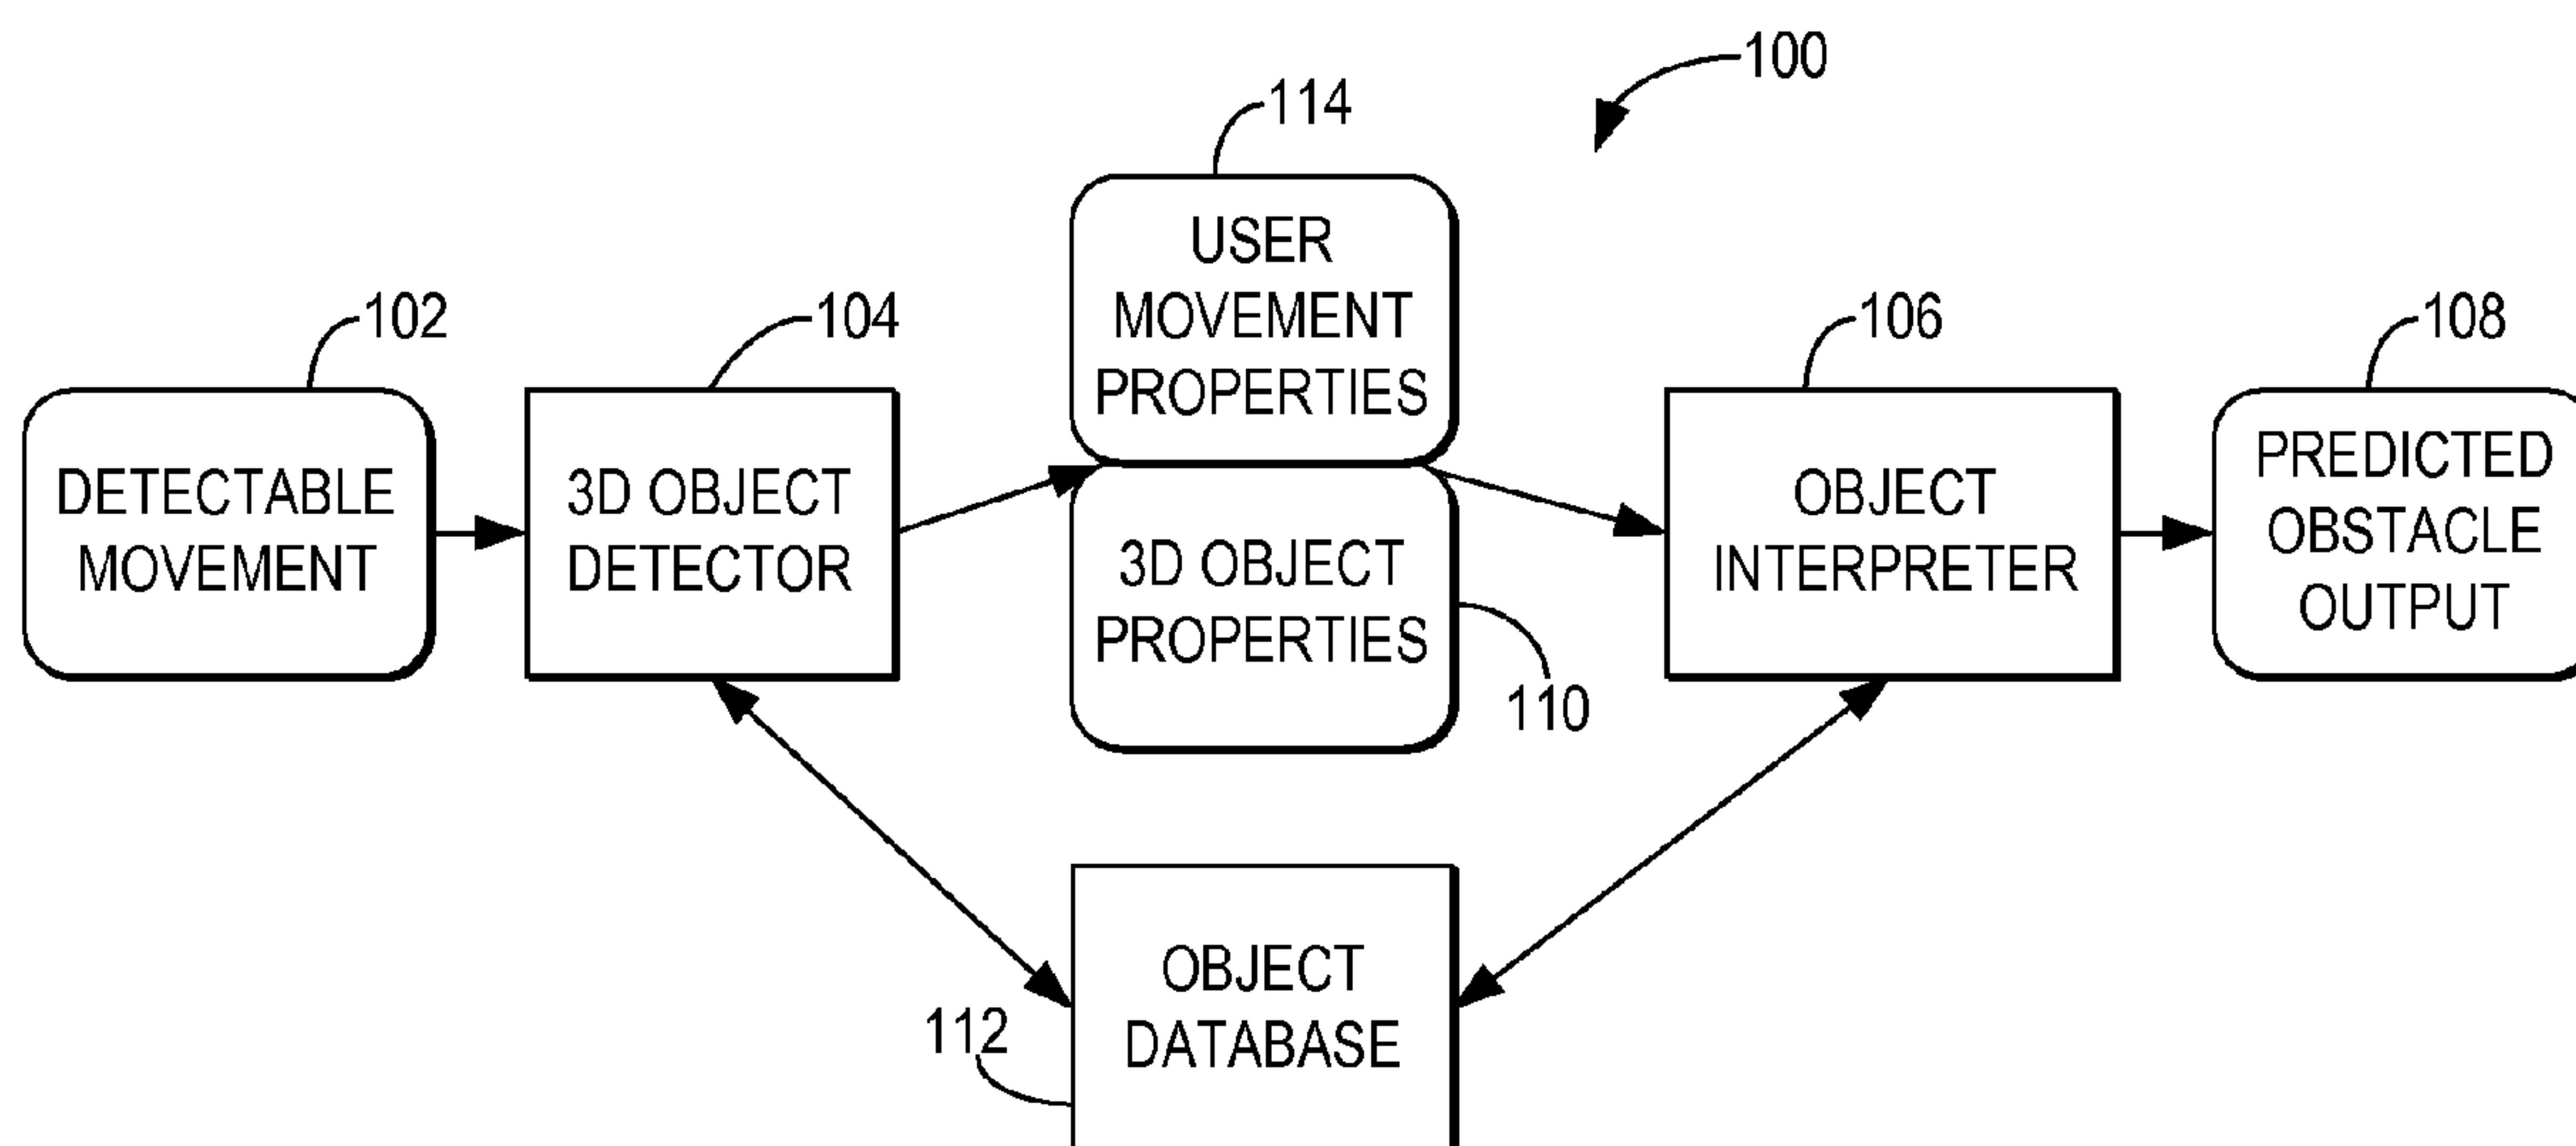 100
114
USER
MOVEMENT
PROPERTIES
102
104
106
108
DETECTABLE
MOVEMENT
3D OBJECT
DETECTOR
3D OBJECT
PROPERTIES
110
OBJECT
INTERPRETER
PREDICTED
OBSTACLE
OUTPUT
OBJECT
DATABASE
112